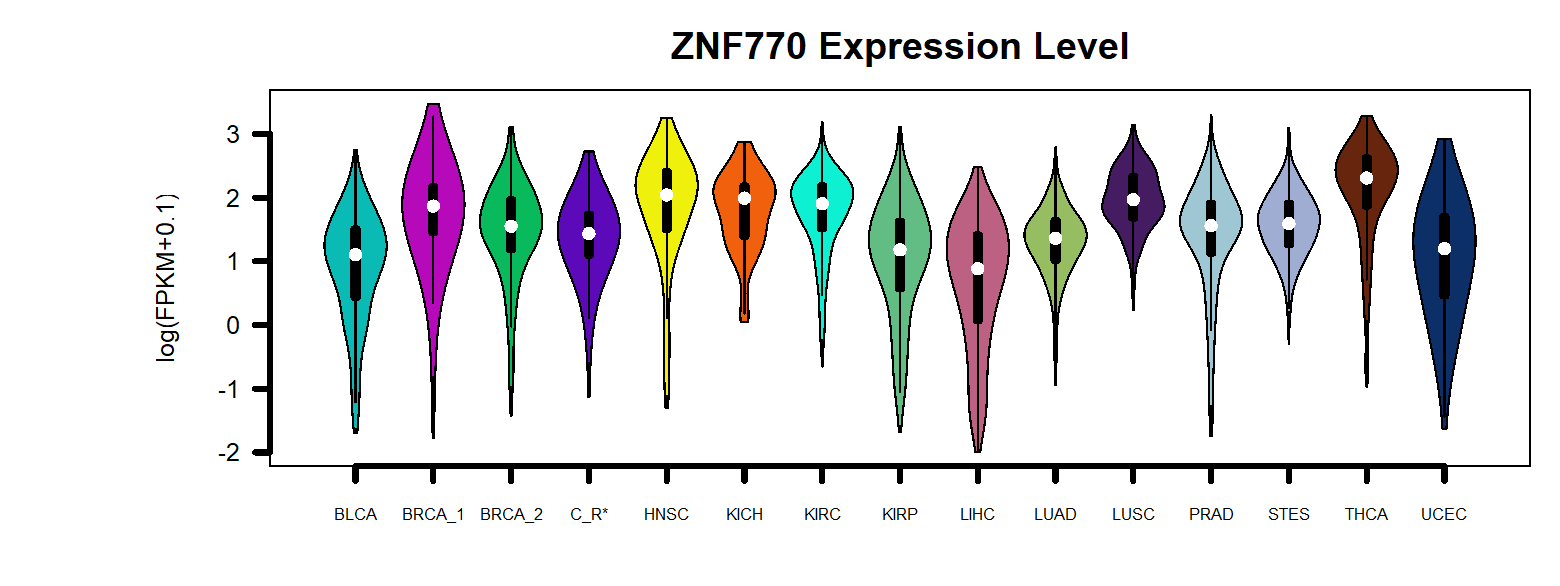 ZNF770 Expression Level
log(FPKM+0.1)
3
2
1
0
-1
-2
BLCA BRCA_1 BRCA_2 C_R* HNSC KICH KIRC KIRP LIHC LUAD LUSC PRAD STES THCA UCEC